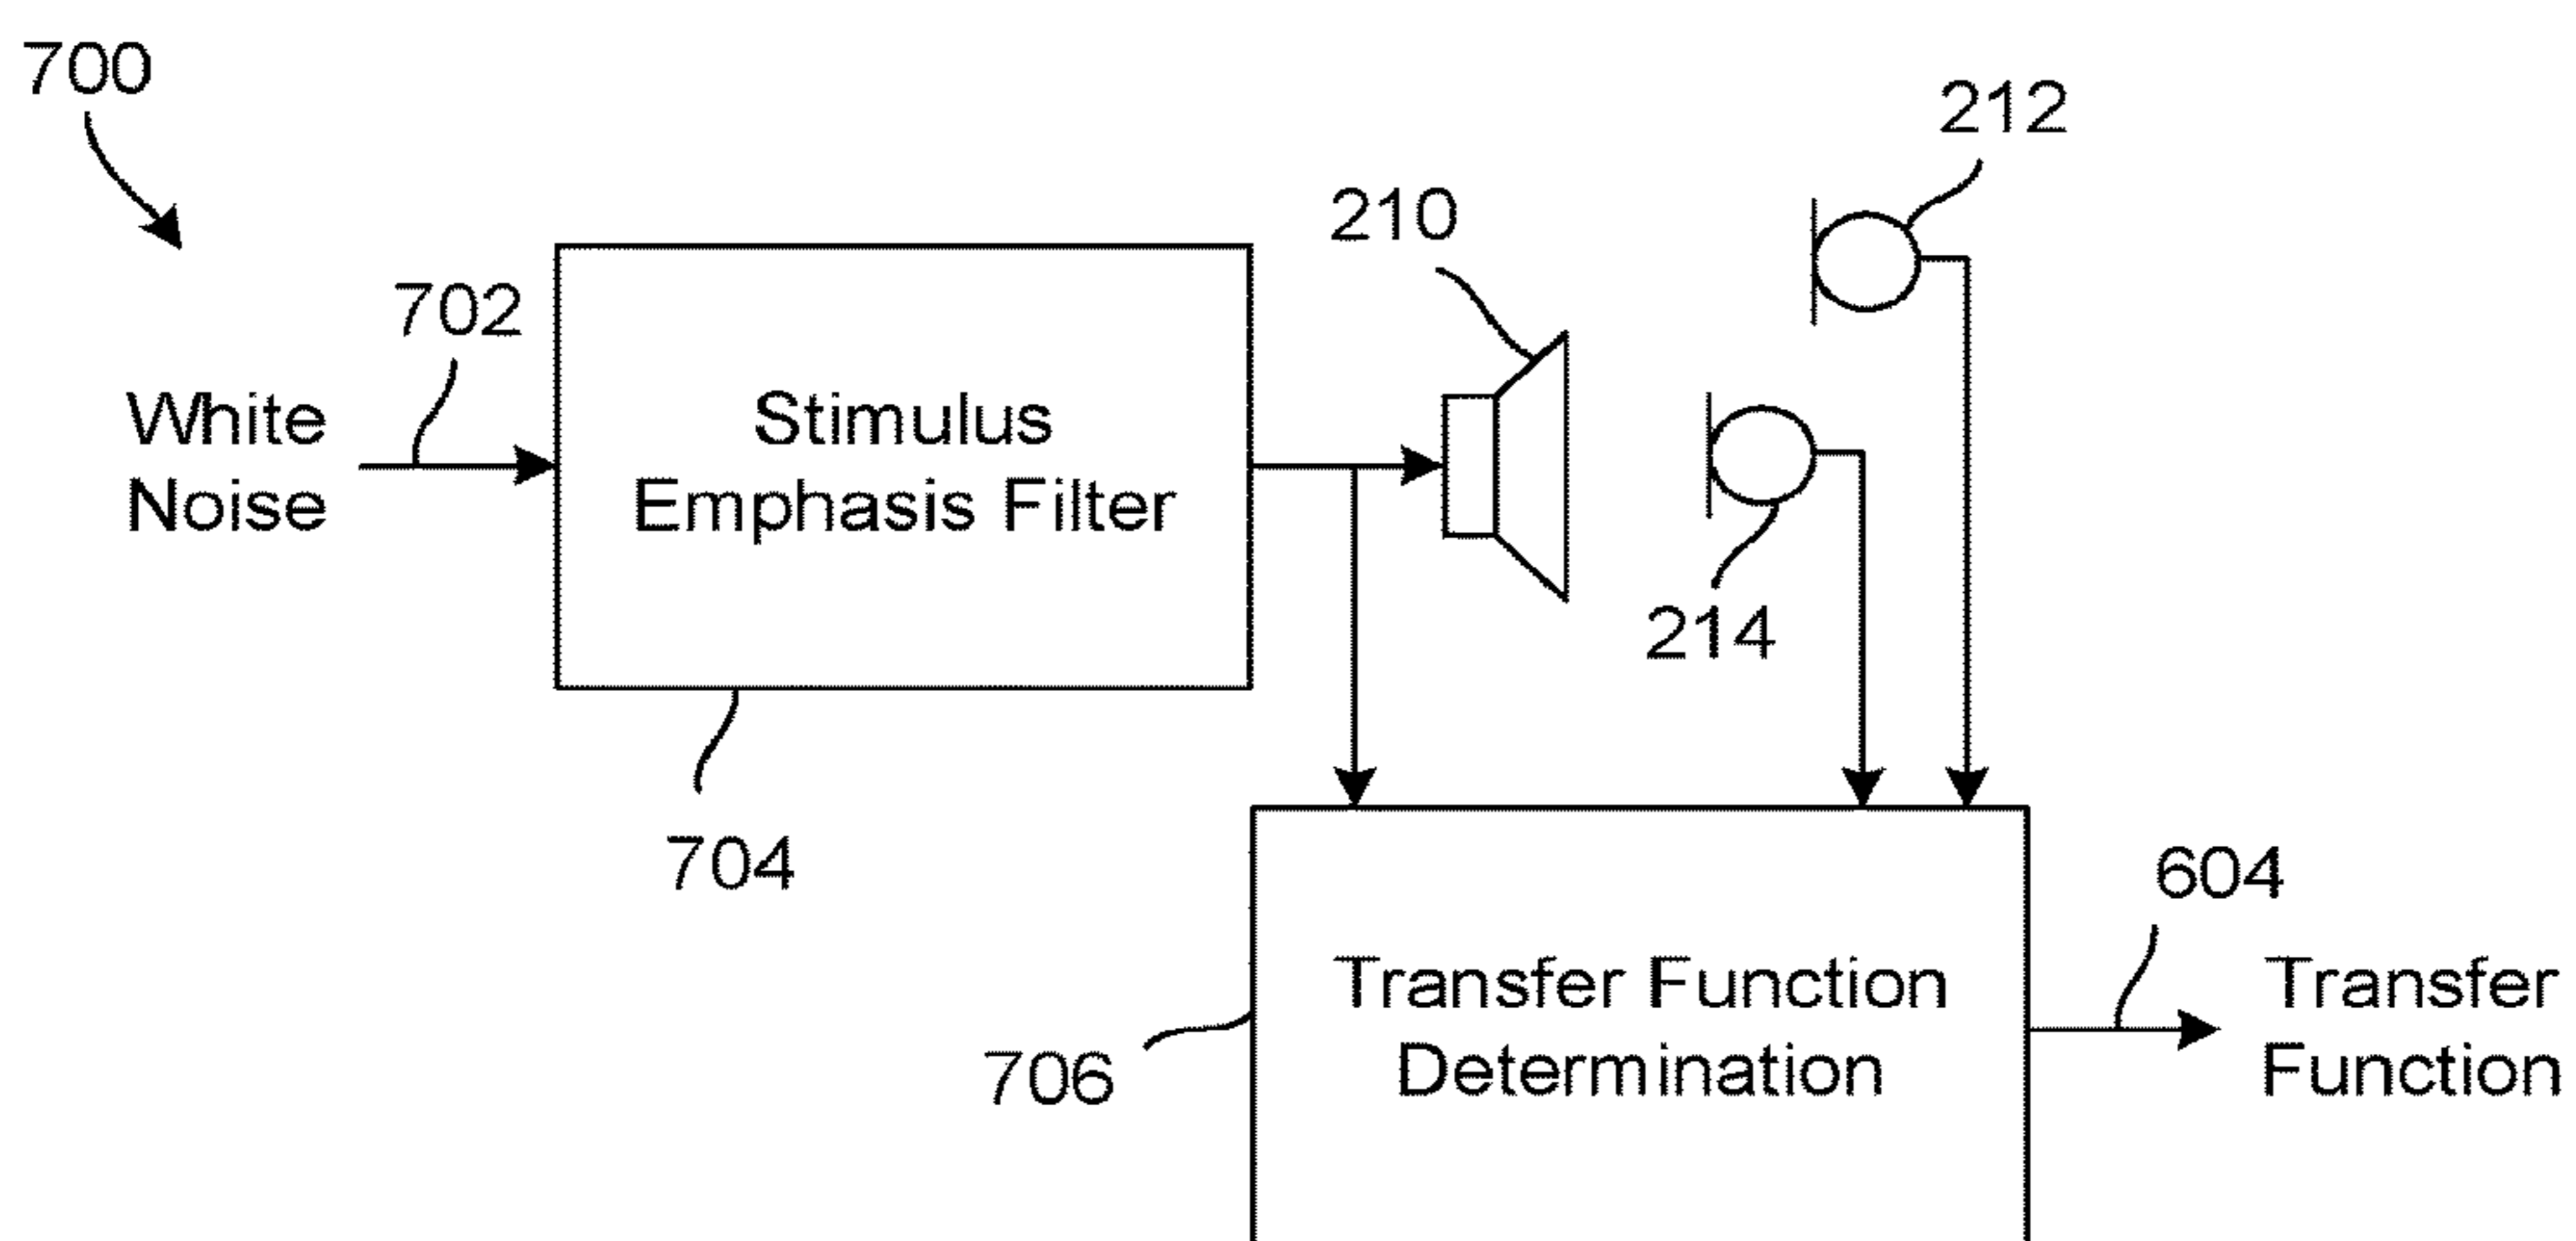 700
212
210
702
White
Noise
Stimulus
Emphasis Filter
214
704
604
Transfer Function
Determination
Transfer
Function
706